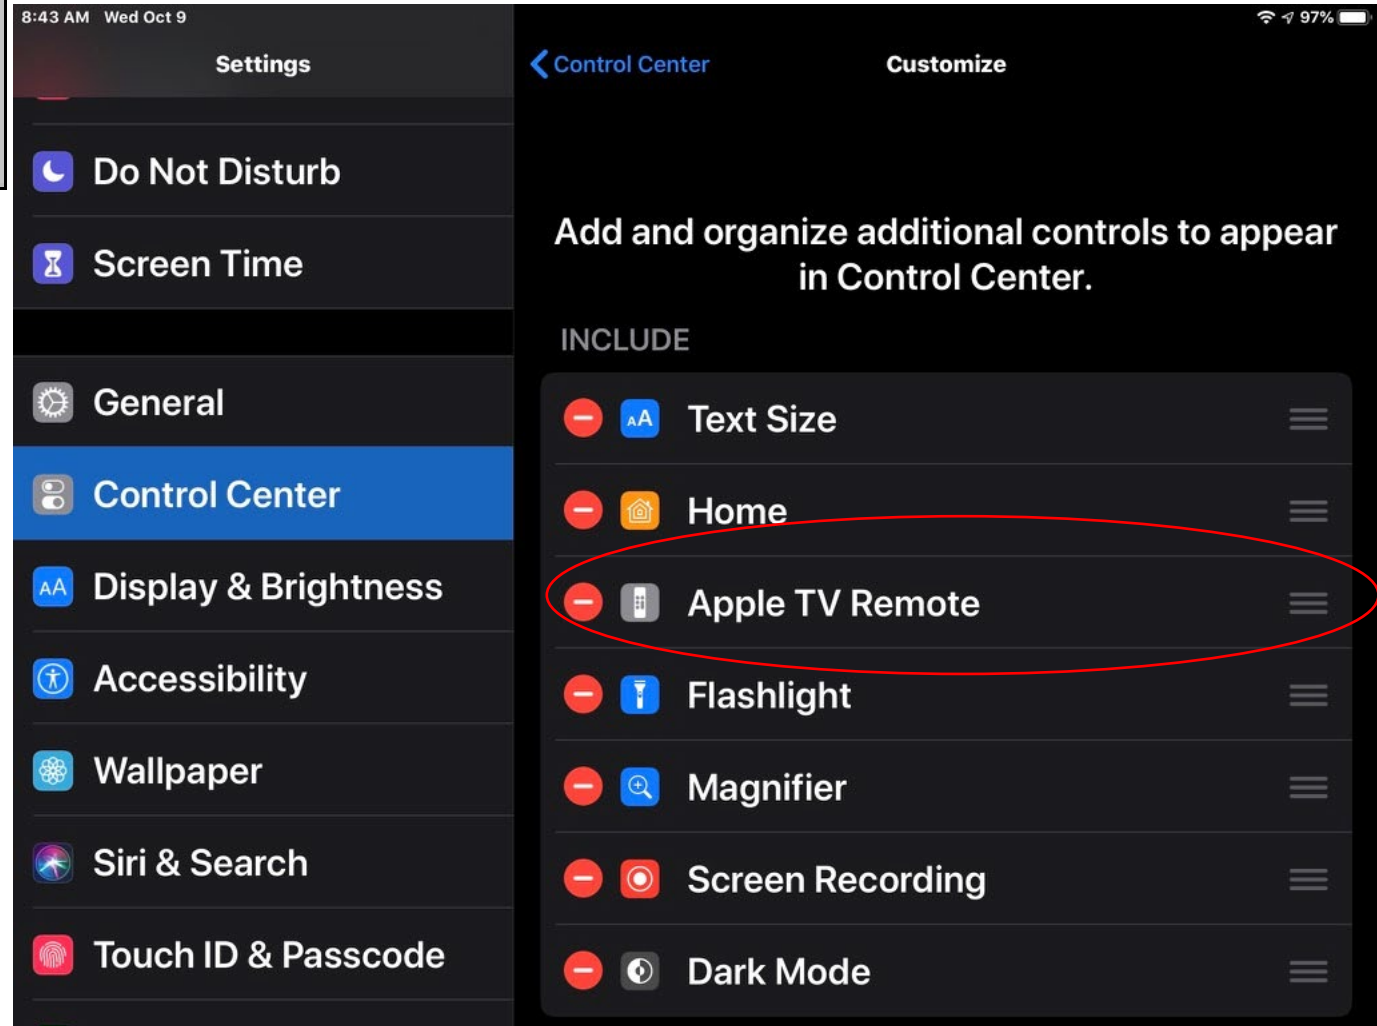 8:43 AM Wed Oct 9
97%
Settings
Do Not Disturb
Screen Time
General
Control Center
AA Display & Brightness
Accessibility
Wallpaper
Siri & Search
Touch ID & Passcode
Control Center
Customize
Add and organize additional controls to appear
in Control Center.
INCLUDE
AA Text Size
Home
Apple TV Remote
Flashlight
Magnifier
Screen Recording
Dark Mode